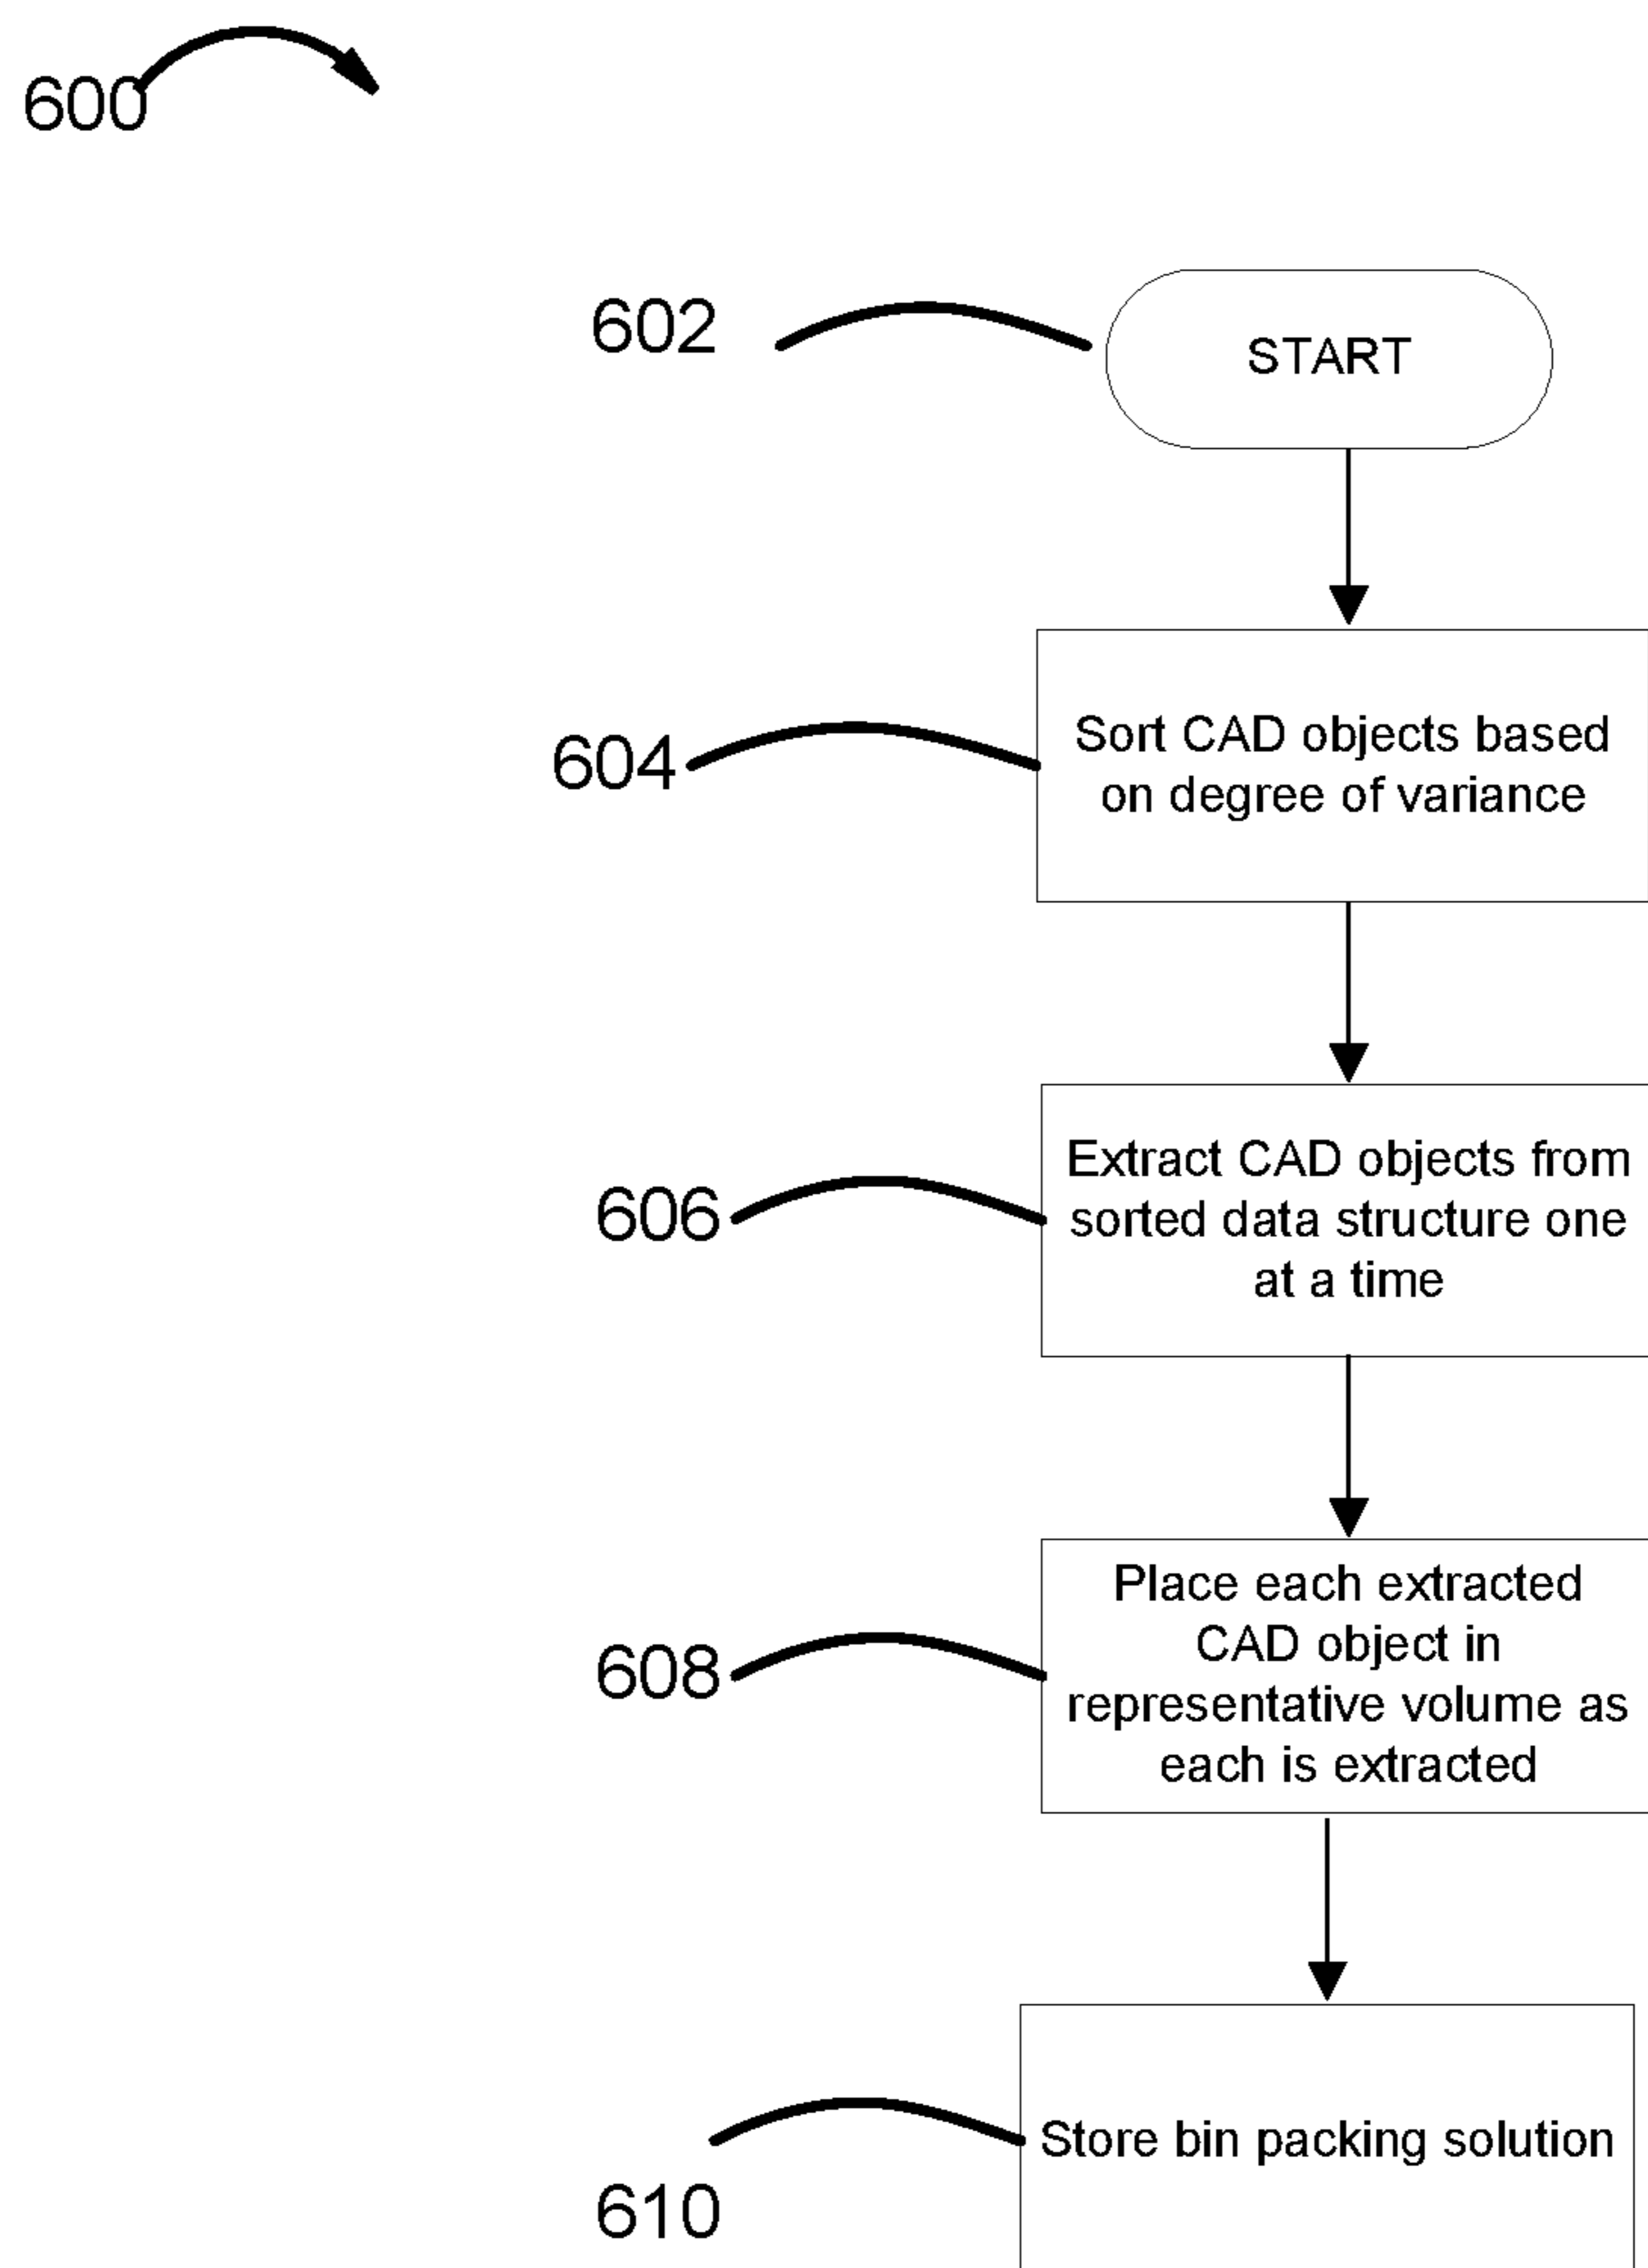 600
602
START
604
Sort CAD objects based
on degree of variance
606
Extract CAD objects from
sorted data structure one
at a time
608
Place each extracted
CAD object in
representative volume as
each is extracted
Store bin packing solution
610